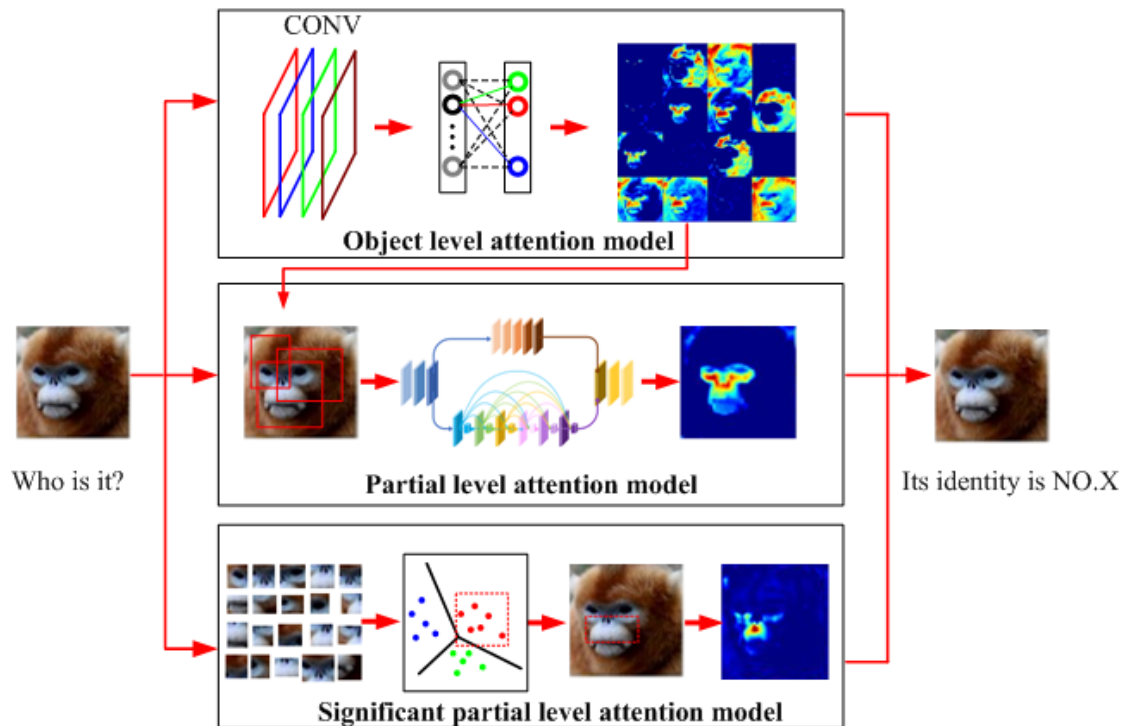 CONV
Object level attention model
Who is it?
Partial level attention model
Its identity is NO.X
Significant partial level attention model